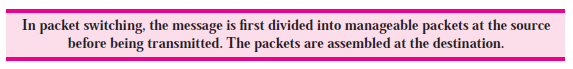 In packet switching, the message is first divided into manageable packets at the source
before being transmitted. The packets are assembled at the destination.